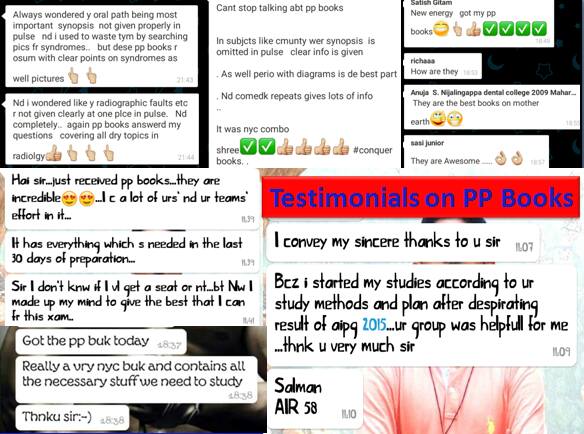 Always wondered y oral path being most
important synopsis not given properly in
pulse nd i wondered like wasting tym by searching
pics fr syndromes.. but dese pp books r
osum with clear points on syndromes as
well pictures 21:43
Nd i wondered like y radiographic faults etc
r not given clearly at one plce in pulse. Nd
completely.. again pp books answerd my
questions covering all dry topics in
radiolgy 21:44
Cant stop talking abt pp books
In subjcts like cmunty wer synopsis is
omitted in pulse clear info is given
. As well perio with diagrams is de best part
. Nd comedk repeats gives lots of info
..
It was nyc combo
shree #conquer
books. .
Satish Gitam
New energy got my pp
books 18:48
richaaa
How are they 18:53
Anuja S. Nijalingappa dental college 2009 Mahar...
They are the best books on mother
earth
sasi junior
They are Awesome ..... 18:57
Hai sir...just received pp books...they are
incredible...I c a lot of urs' nd ur teams'
effort in it... 11.39
It has everything which s needed in the last
30 days of preparation... 11.39
Sir I don't knw if I vl get a seat or nt...bt Nw I
made up my mind to give the best that I can
fr this xam.. 11.41
Got the pp buk today 18:37
Really a vry nyc buk and contains all
the necessary stuff we need to study 18:38
Thnku sir:-) 18:38
Testimonials on PP Books
I convey my sincere thanks to u sir 11.07
Bcz i started my studies according to ur
study methods and plan after despirating
result of aipg 2015...ur group was helpfull for me
...thnk u very much sir 11.09
Salman
AIR 58 11.10